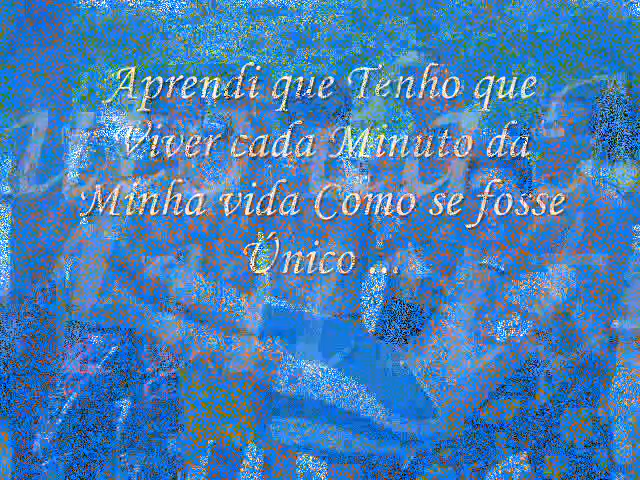 Aprendi que Tenho que
Viver cada Minuto da
Minha vida Como se fosse
Único ...